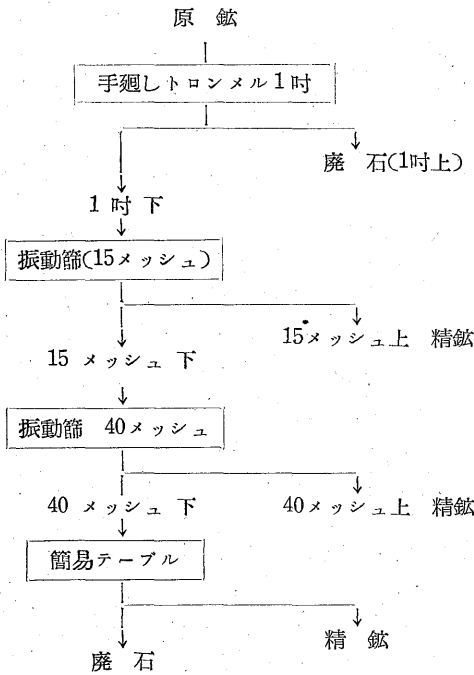 原 鉱
手廻しトロンメル1吋
廃 石(1吋上)
1 吋 下
振動篩(15メッシュ)
15メッシュ上 精鉱
15 メッシュ 下
振動篩 40メッシュ
40 メッシュ 下
40メッシュ上 精鉱
簡易テーブル
精 鉱
廃 石